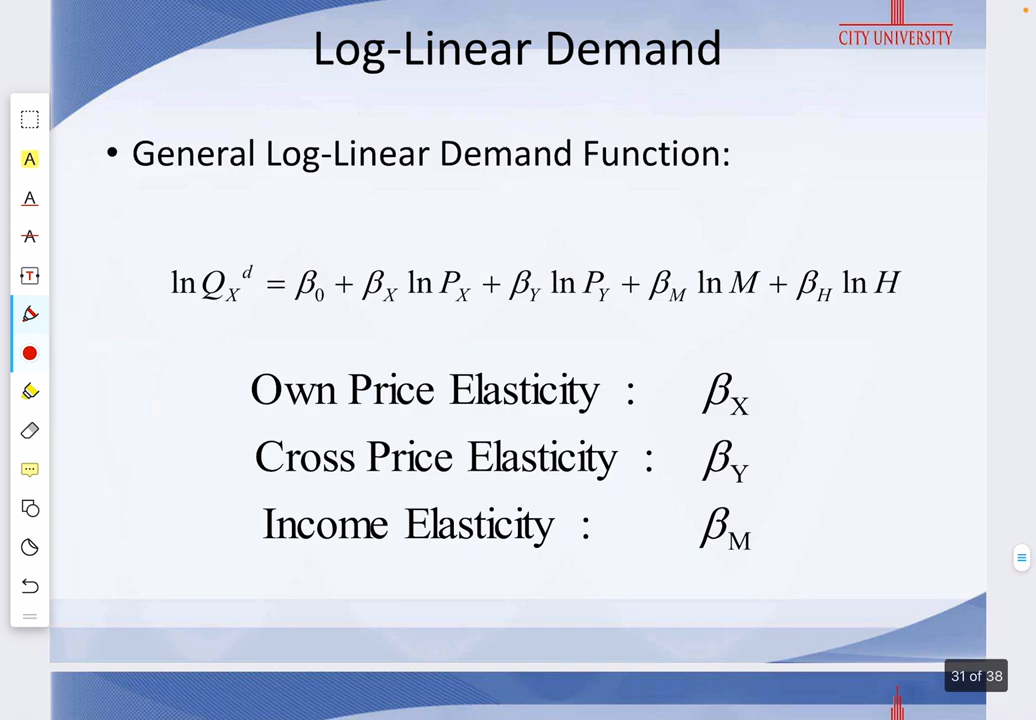 Log-Linear Demand
CITY UNIVERSITY
• General Log-Linear Demand Function:
ln Q_X^d = β_0 + β_X ln P_X + β_Y ln P_Y + β_M ln M + β_H ln H
Own Price Elasticity : β_X
Cross Price Elasticity : β_Y
Income Elasticity : β_M
A
A
A
T
31 of 38